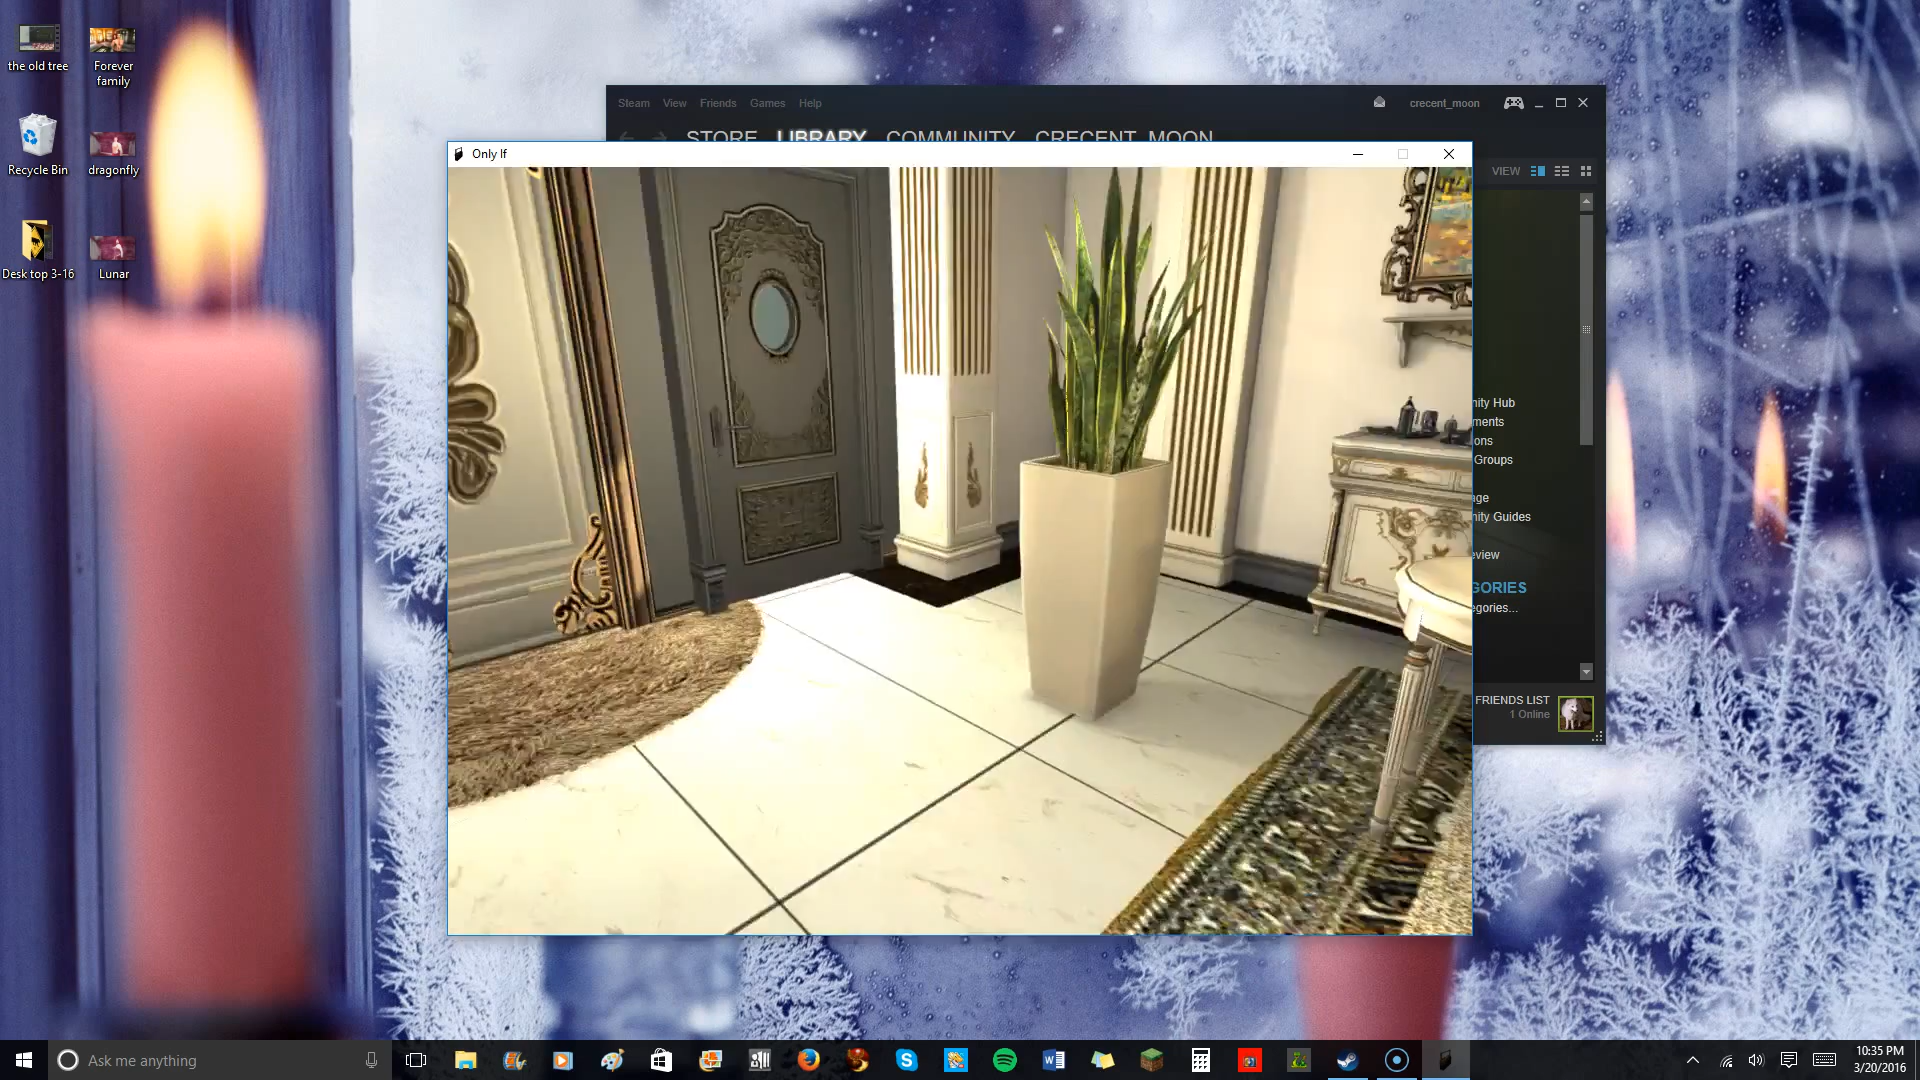 the old tree
Forever
family
Recycle Bin
dragonfly
Desk top 3-16
Lunar
Steam View Friends Games Help
crecent_moon
STORE LIBRARY COMMUNITY CRECENT_MOON
Only If
VIEW
nity Hub
ments
ons
Groups
age
nity Guides
eview
GORIES
egories...
FRIENDS LIST
1 Online
Ask me anything
10:35 PM
3/20/2016